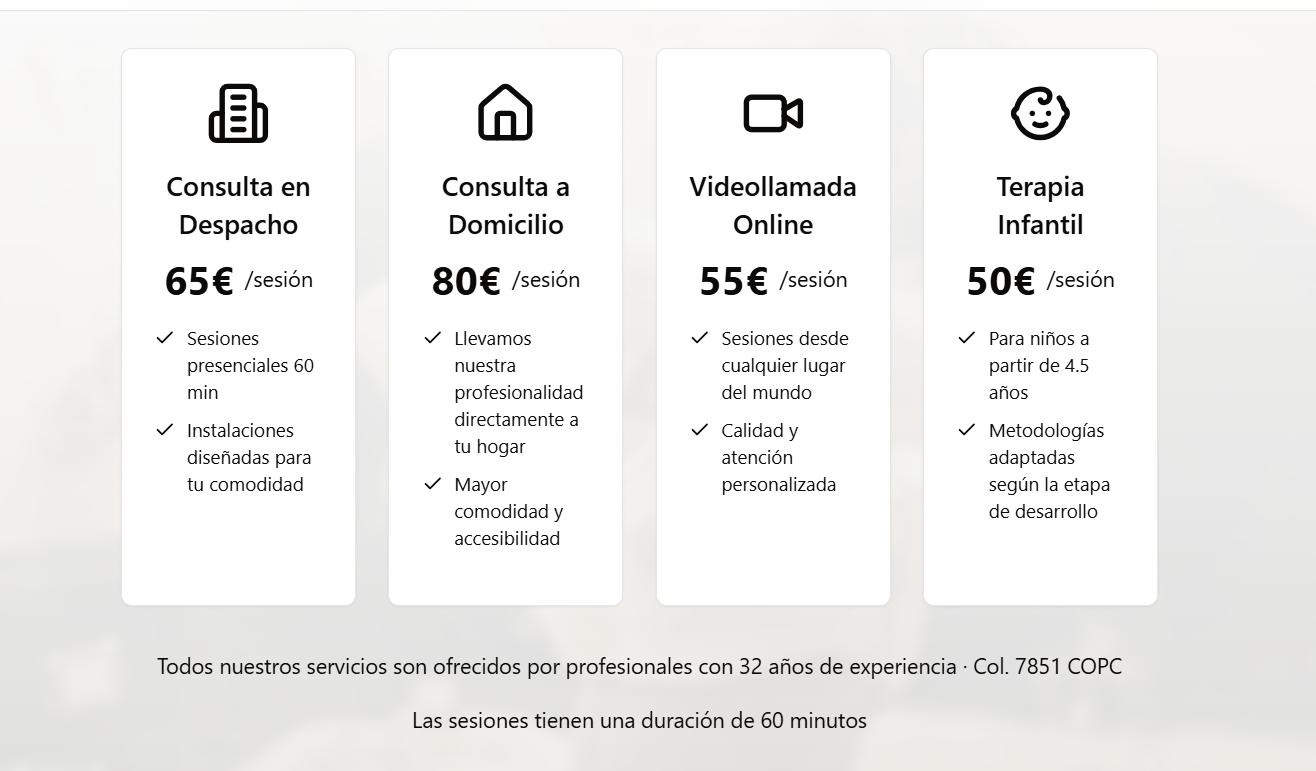 Consulta en
Despacho
65€ /sesión
Sesiones
presenciales 60
min
Instalaciones
diseñadas para
tu comodidad
Consulta a
Domicilio
80€ /sesión
Llevamos
nuestra
profesionalidad
directamente a
tu hogar
Mayor
comodidad y
accesibilidad
Videollamada
Online
55€ /sesión
Sesiones desde
cualquier lugar
del mundo
Calidad y
atención
personalizada
Terapia
Infantil
50€ /sesión
Para niños a
partir de 4.5
años
Metodologías
adaptadas
según la etapa
de desarrollo
Todos nuestros servicios son ofrecidos por profesionales con 32 años de experiencia · Col. 7851 COPC
Las sesiones tienen una duración de 60 minutos